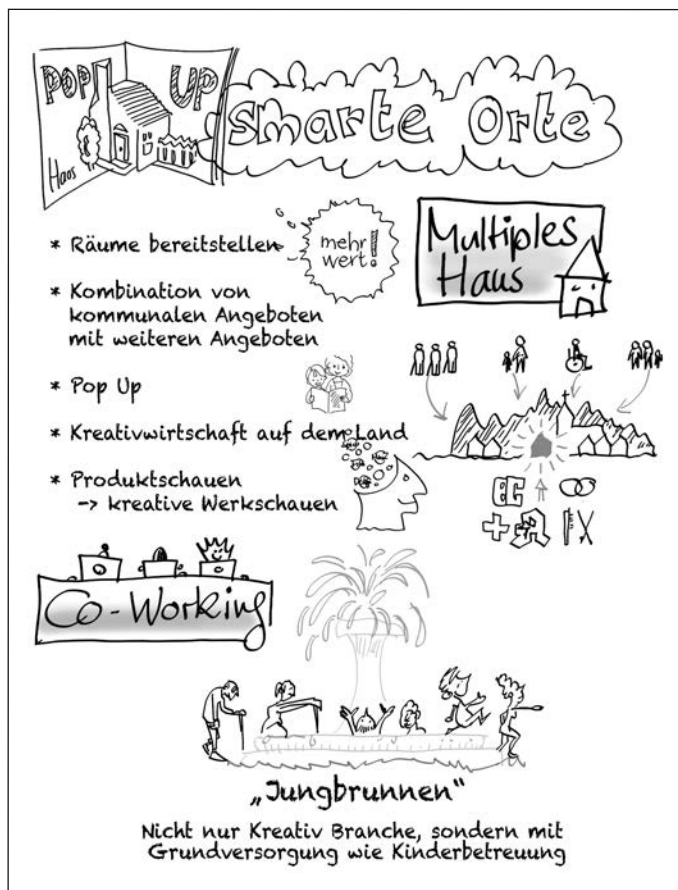 POP UP
Haos
smarte Orte
* Räume bereitstellen
mehr
wert!
Multiples
Haus
* Kombination von
kommunalen Angeboten
mit weiteren Angeboten
* Pop Up
* Kreativwirtschaft auf dem Land
* Produktschauen
-> kreative Werkschauen
Co-Working
„Jungbrunnen“
Nicht nur Kreativ Branche, sondern mit
Grundversorgung wie Kinderbetreuung